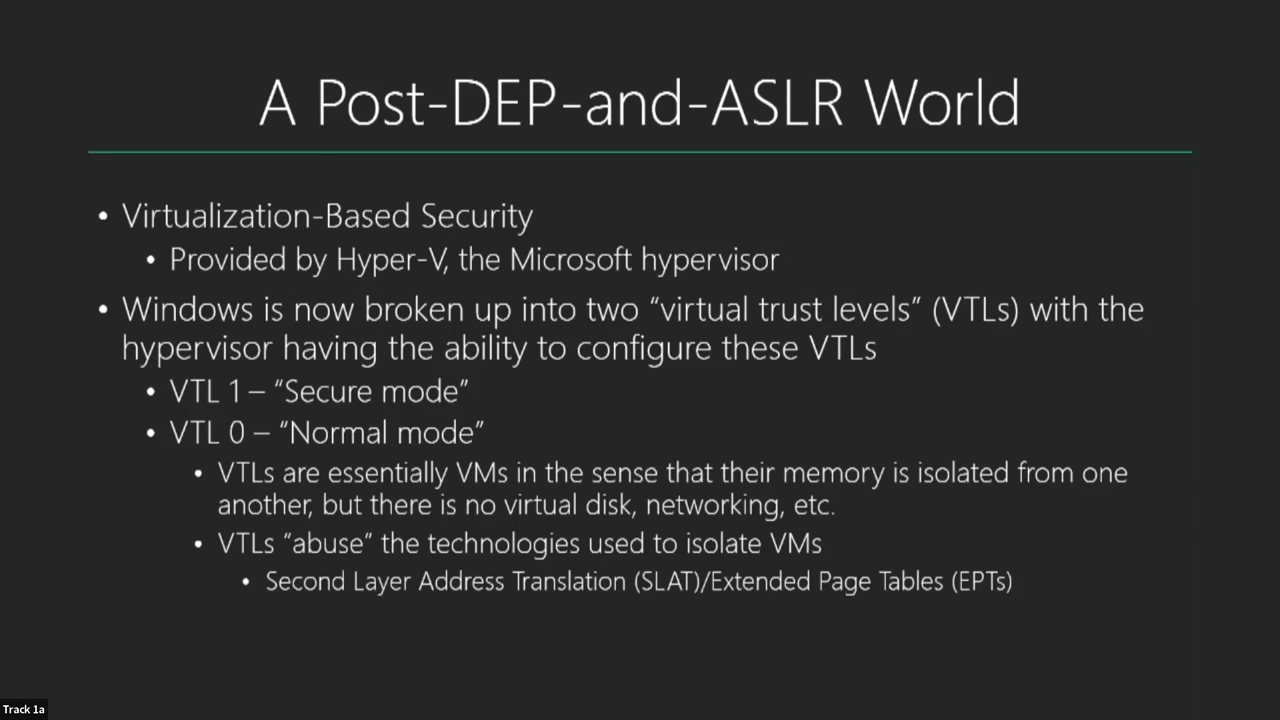 A Post-DEP-and-ASLR World
• Virtualization-Based Security
• Provided by Hyper-V, the Microsoft hypervisor
• Windows is now broken up into two “virtual trust levels” (VTLs) with the
hypervisor having the ability to configure these VTLs
• VTL 1 – “Secure mode”
• VTL 0 – “Normal mode”
• VTLs are essentially VMs in the sense that their memory is isolated from one
another, but there is no virtual disk, networking, etc.
• VTLs “abuse” the technologies used to isolate VMs
• Second Layer Address Translation (SLAT)/Extended Page Tables (EPTs)
Track 1a